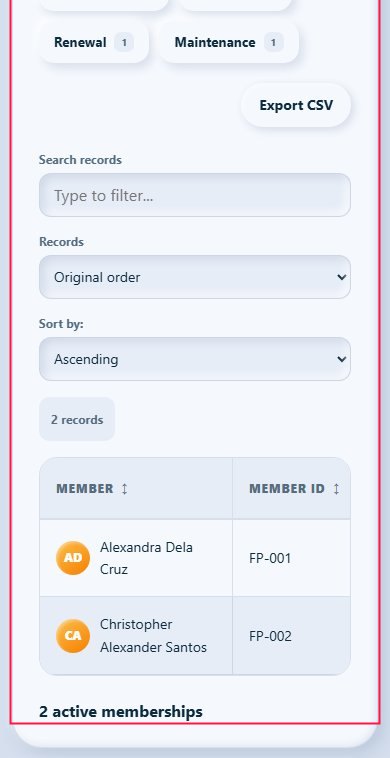 Renewal 1 Maintenance 1
Export CSV
Search records
Type to filter...
Records
Original order
Sort by:
Ascending
2 records
MEMBER ↕ MEMBER ID ↕
AD Alexandra Dela
Cruz
FP-001
CA Christopher
Alexander Santos
FP-002
2 active memberships